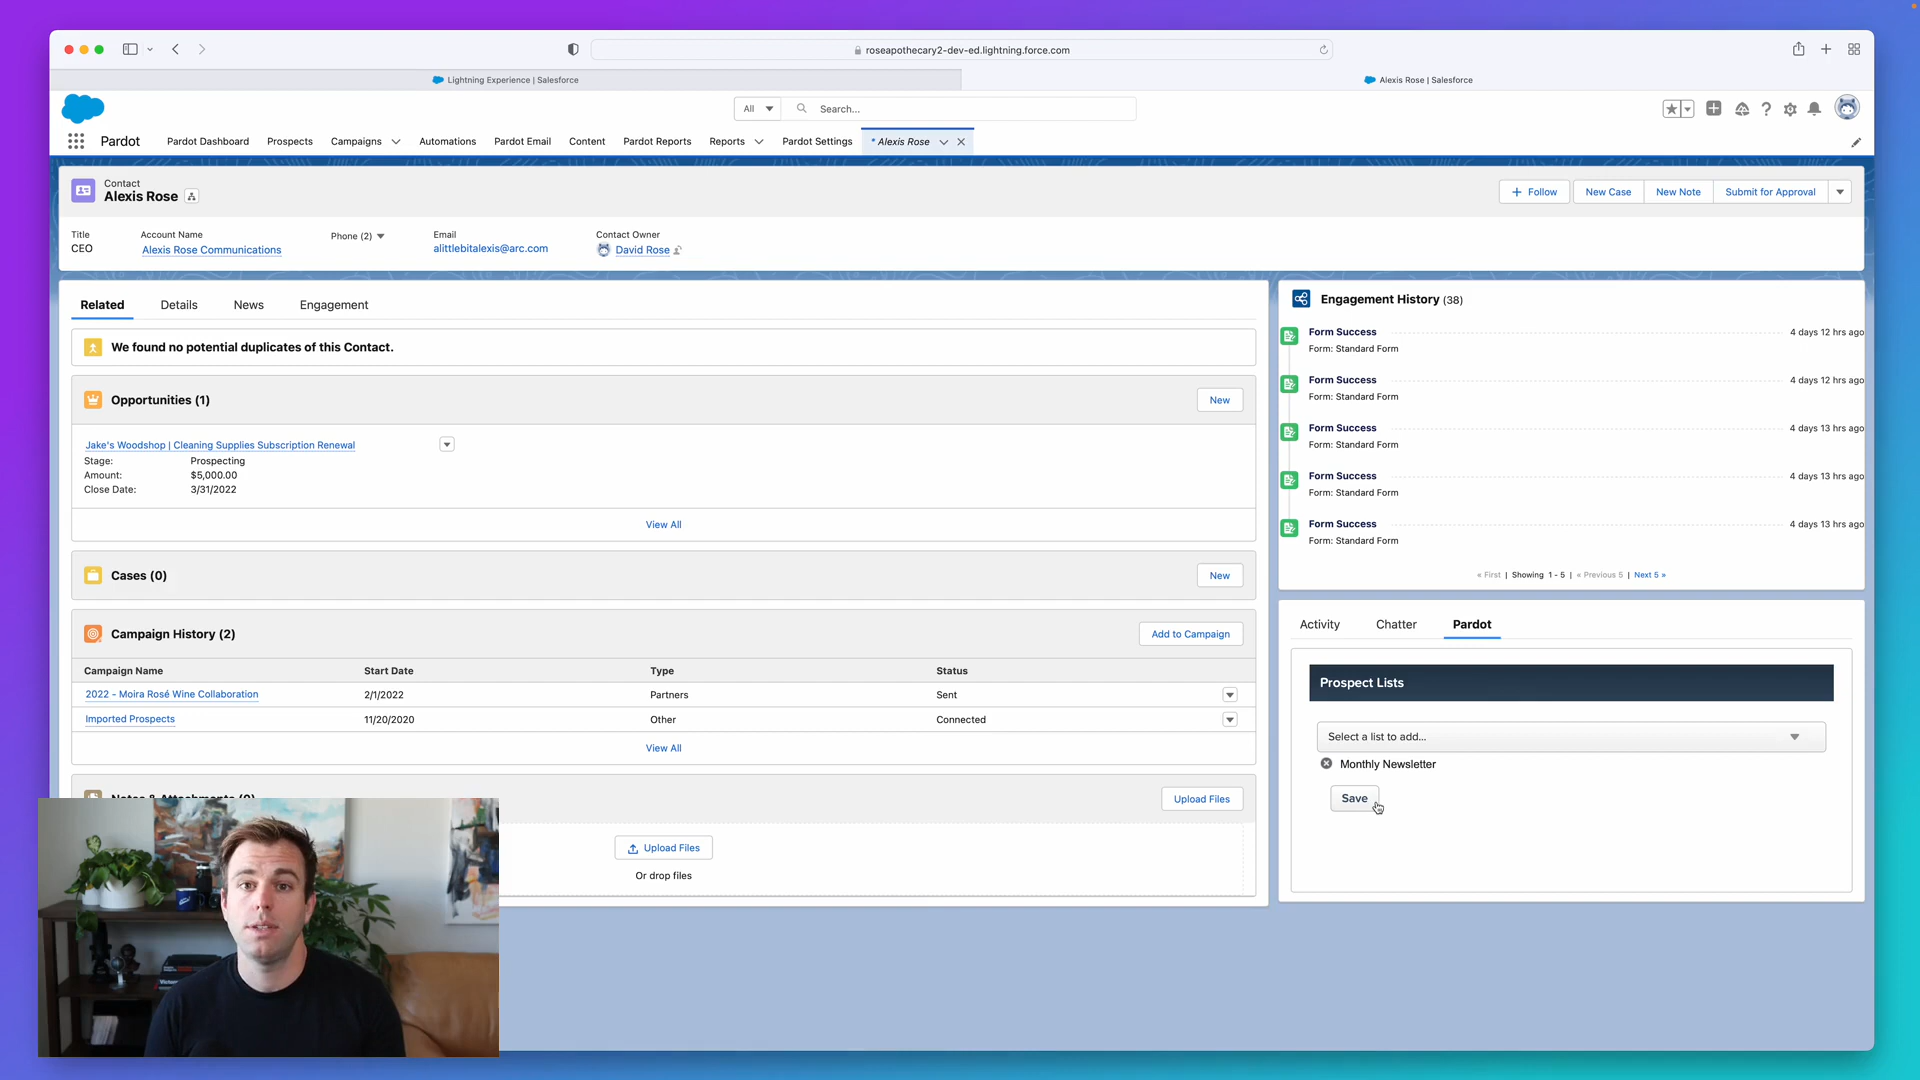 roseapothecary2-dev-ed.lightning.force.com
Lightning Experience | Salesforce
Alexis Rose | Salesforce
All
Search...
Pardot
Pardot Dashboard
Prospects
Campaigns
Automations
Pardot Email
Content
Pardot Reports
Reports
Pardot Settings
* Alexis Rose
Contact
Alexis Rose
+ Follow
New Case
New Note
Submit for Approval
Title
CEO
Account Name
Alexis Rose Communications
Phone (2)
Email
alittlebitalexis@arc.com
Contact Owner
David Rose
Related
Details
News
Engagement
We found no potential duplicates of this Contact.
Opportunities (1)
New
Jake's Woodshop | Cleaning Supplies Subscription Renewal
Stage: Prospecting
Amount: $5,000.00
Close Date: 3/31/2022
View All
Cases (0)
New
Campaign History (2)
Add to Campaign
Campaign Name Start Date Type Status
2022 - Moira Rosé Wine Collaboration 2/1/2022 Partners Sent
Imported Prospects 11/20/2020 Other Connected
View All
Notes & Attachments (0)
Upload Files
Upload Files
Or drop files
Engagement History (38)
Form Success 4 days 12 hrs ago
Form: Standard Form
Form Success 4 days 12 hrs ago
Form: Standard Form
Form Success 4 days 13 hrs ago
Form: Standard Form
Form Success 4 days 13 hrs ago
Form: Standard Form
Form Success 4 days 13 hrs ago
Form: Standard Form
« First | Showing 1 - 5 | « Previous 5 | Next 5 »
Activity
Chatter
Pardot
Prospect Lists
Select a list to add...
Monthly Newsletter
Save